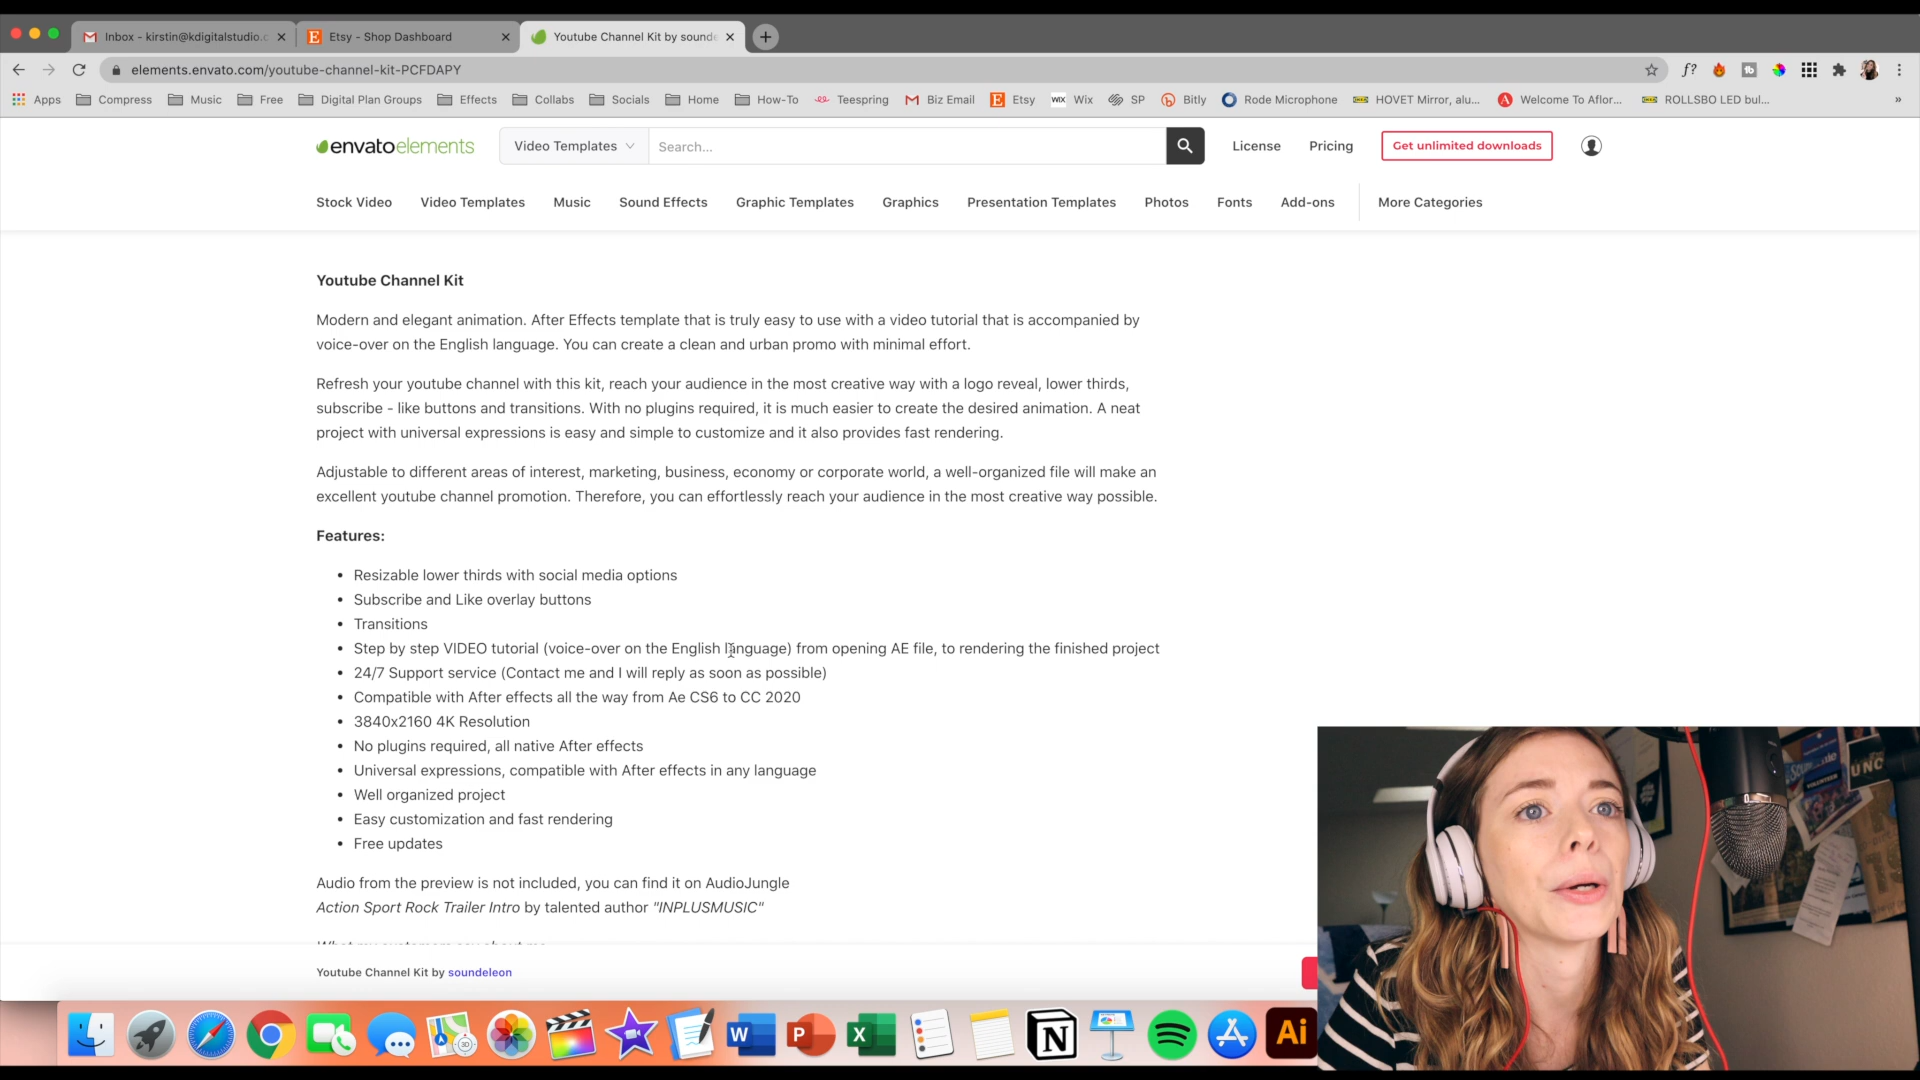 Inbox - kirstin@kdigitalstudio.c
Etsy - Shop Dashboard
Youtube Channel Kit by sounde
elements.envato.com/youtube-channel-kit-PCFDAPY
f?
Apps
Compress
Music
Free
Digital Plan Groups
Effects
Collabs
Socials
Home
How-To
Teespring
Biz Email
Etsy
WIX Wix
SP
Bitly
Rode Microphone
HOVET Mirror, alu...
Welcome To Aflor...
ROLLSBO LED bul...
»
envatoelements
Video Templates
Search...
License
Pricing
Get unlimited downloads
Stock Video
Video Templates
Music
Sound Effects
Graphic Templates
Graphics
Presentation Templates
Photos
Fonts
Add-ons
More Categories
Youtube Channel Kit
Modern and elegant animation. After Effects template that is truly easy to use with a video tutorial that is accompanied by
voice-over on the English language. You can create a clean and urban promo with minimal effort.
Refresh your youtube channel with this kit, reach your audience in the most creative way with a logo reveal, lower thirds,
subscribe - like buttons and transitions. With no plugins required, it is much easier to create the desired animation. A neat
project with universal expressions is easy and simple to customize and it also provides fast rendering.
Adjustable to different areas of interest, marketing, business, economy or corporate world, a well-organized file will make an
excellent youtube channel promotion. Therefore, you can effortlessly reach your audience in the most creative way possible.
Features:
• Resizable lower thirds with social media options
• Subscribe and Like overlay buttons
• Transitions
• Step by step VIDEO tutorial (voice-over on the English language) from opening AE file, to rendering the finished project
• 24/7 Support service (Contact me and I will reply as soon as possible)
• Compatible with After effects all the way from Ae CS6 to CC 2020
• 3840x2160 4K Resolution
• No plugins required, all native After effects
• Universal expressions, compatible with After effects in any language
• Well organized project
• Easy customization and fast rendering
• Free updates
Audio from the preview is not included, you can find it on AudioJungle
Action Sport Rock Trailer Intro by talented author "INPLUSMUSIC"
Youtube Channel Kit by soundeleon
W
P
X
N
Ai
UNC